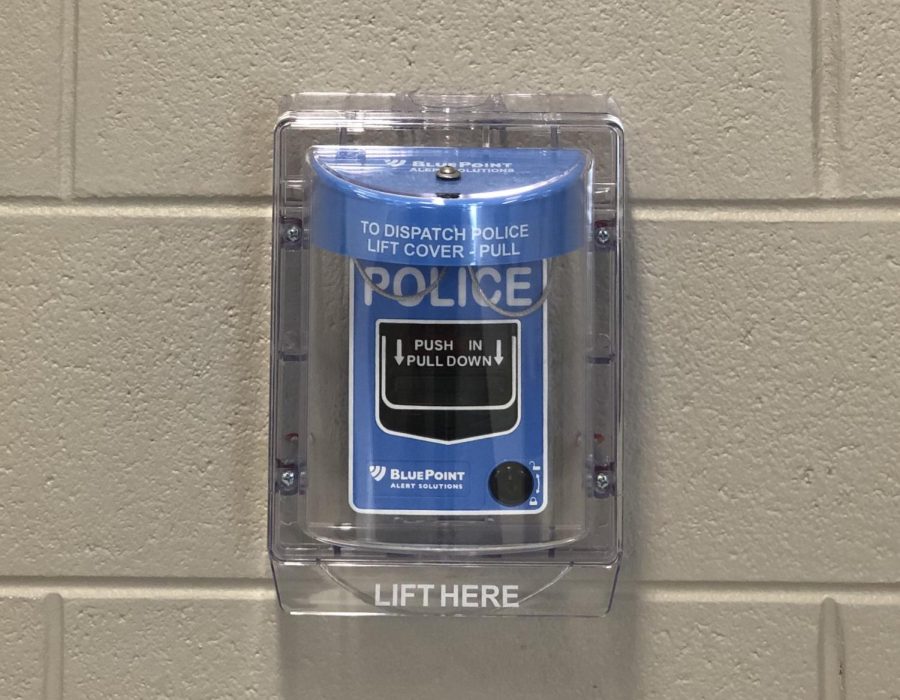 BLUEPOINT
ALERT SOLUTIONS
TO DISPATCH POLICE
LIFT COVER - PULL
POLICE
PUSH IN
PULL DOWN
BLUEPOINT
ALERT SOLUTIONS
LIFT HERE